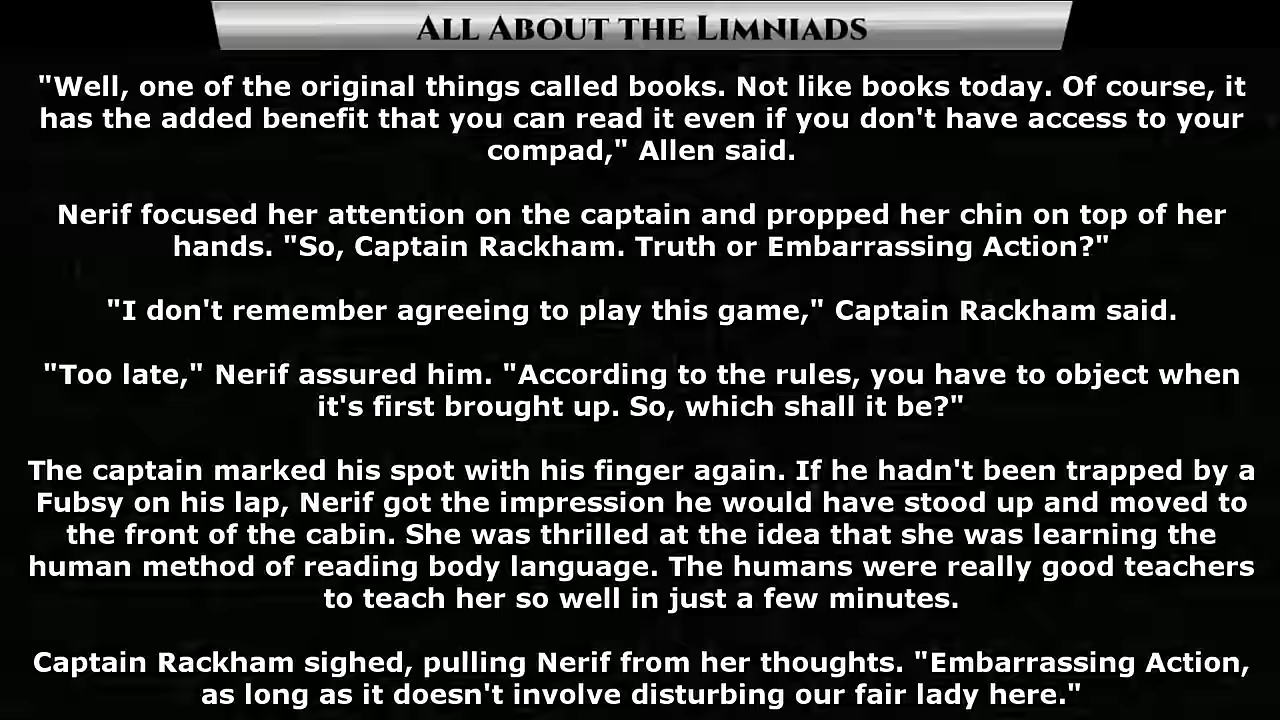 All About the Limniads
"Well, one of the original things called books. Not like books today. Of course, it
has the added benefit that you can read it even if you don't have access to your
compad," Allen said.
Nerif focused her attention on the captain and propped her chin on top of her
hands. "So, Captain Rackham. Truth or Embarrassing Action?"
"I don't remember agreeing to play this game," Captain Rackham said.
"Too late," Nerif assured him. "According to the rules, you have to object when
it's first brought up. So, which shall it be?"
The captain marked his spot with his finger again. If he hadn't been trapped by a
Fubsy on his lap, Nerif got the impression he would have stood up and moved to
the front of the cabin. She was thrilled at the idea that she was learning the
human method of reading body language. The humans were really good teachers
to teach her so well in just a few minutes.
Captain Rackham sighed, pulling Nerif from her thoughts. "Embarrassing Action,
as long as it doesn't involve disturbing our fair lady here."